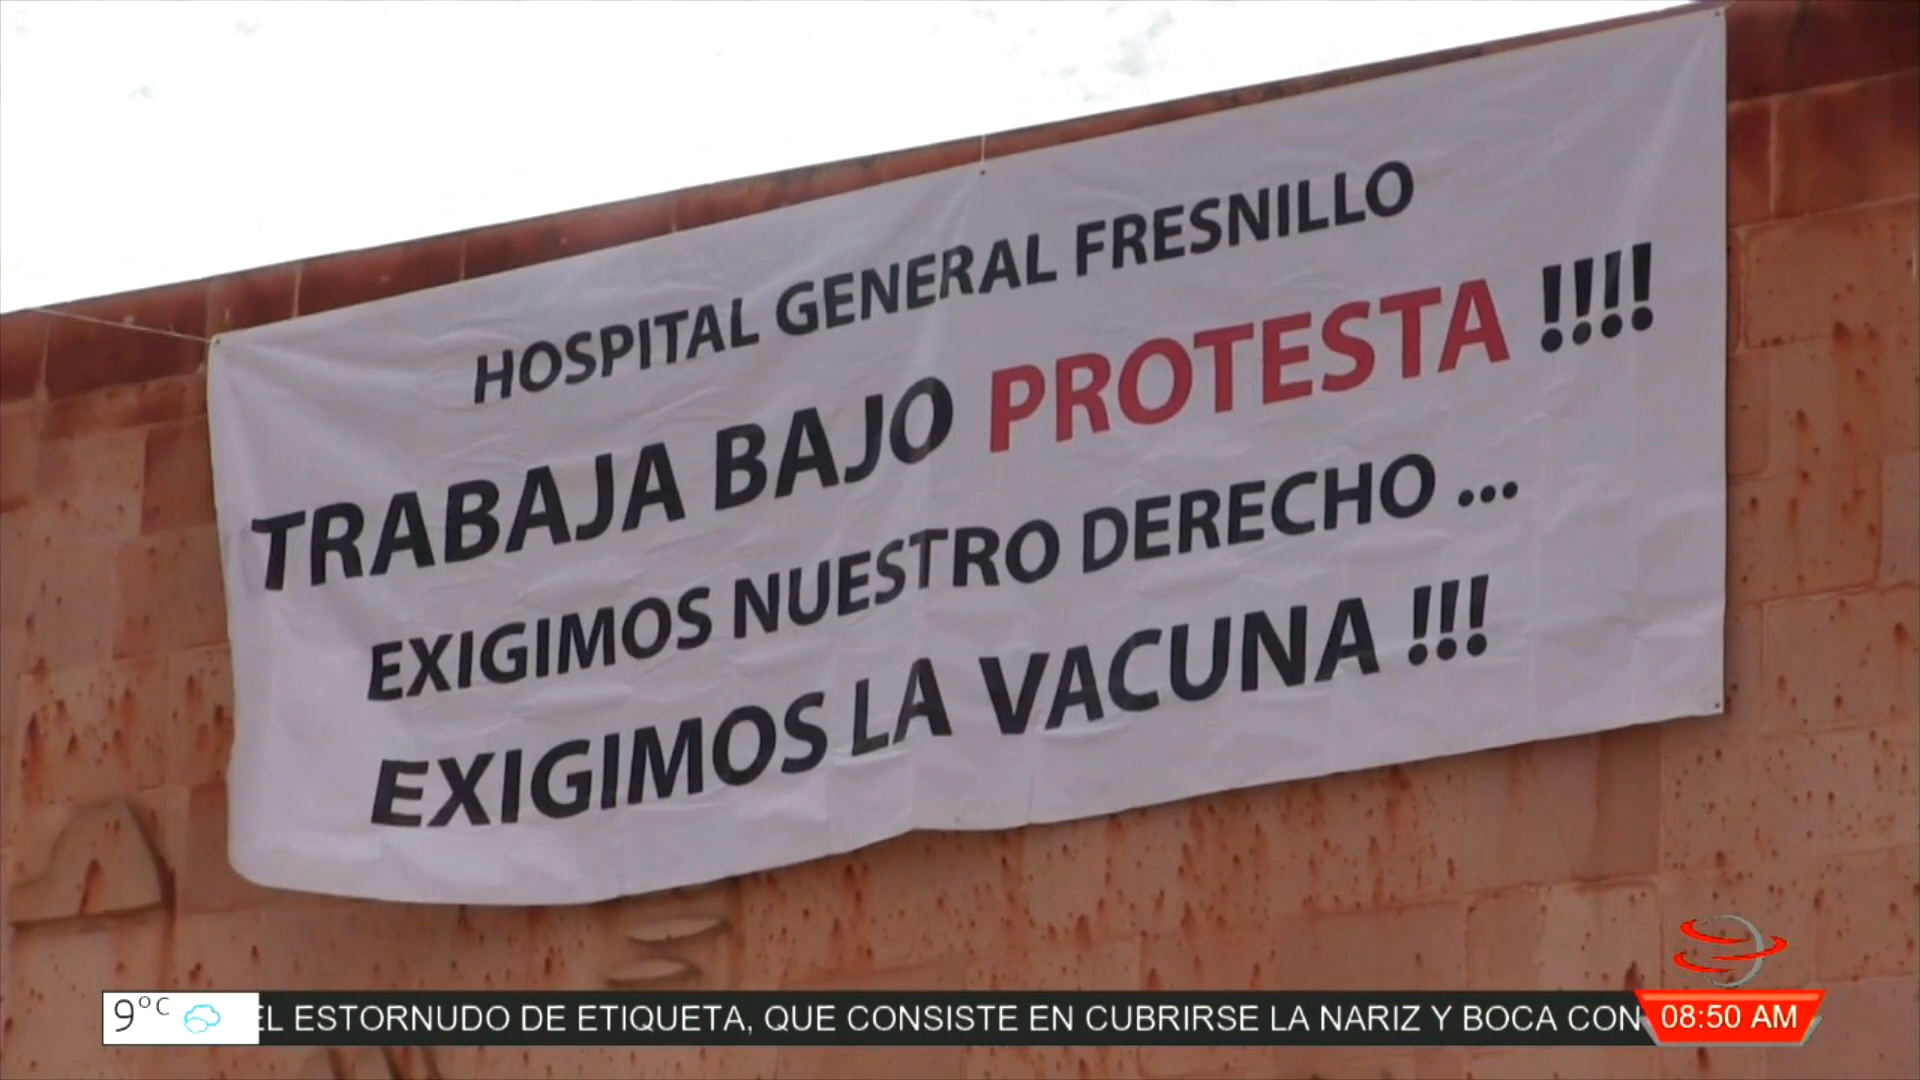 HOSPITAL GENERAL FRESNILLO
TRABAJA BAJO PROTESTA !!!!
EXIGIMOS NUESTRO DERECHO ...
EXIGIMOS LA VACUNA !!!
9°C EL ESTORNUDO DE ETIQUETA, QUE CONSISTE EN CUBRIRSE LA NARIZ Y BOCA CON 08:50 AM